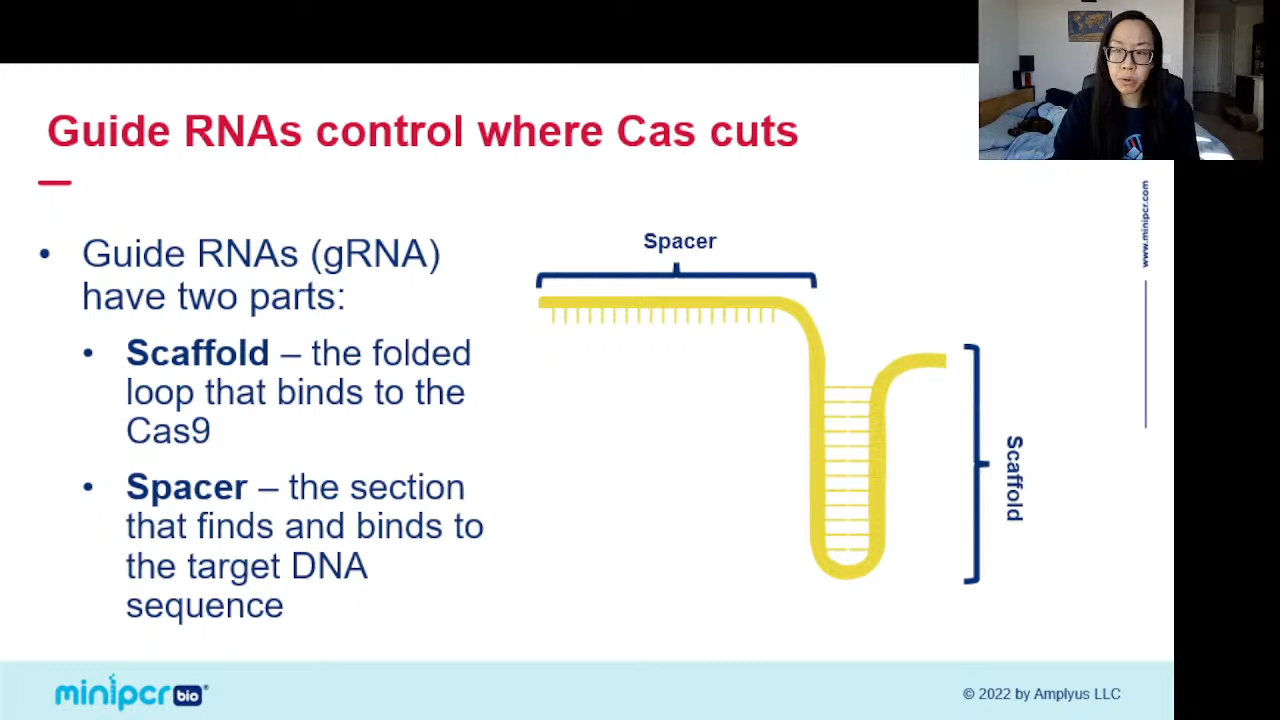 Guide RNAs control where Cas cuts
• Guide RNAs (gRNA)
have two parts:
• Scaffold – the folded
loop that binds to the
Cas9
• Spacer – the section
that finds and binds to
the target DNA
sequence
Spacer
Scaffold
www.minipcr.com
minipcr bio®
© 2022 by Amplyus LLC